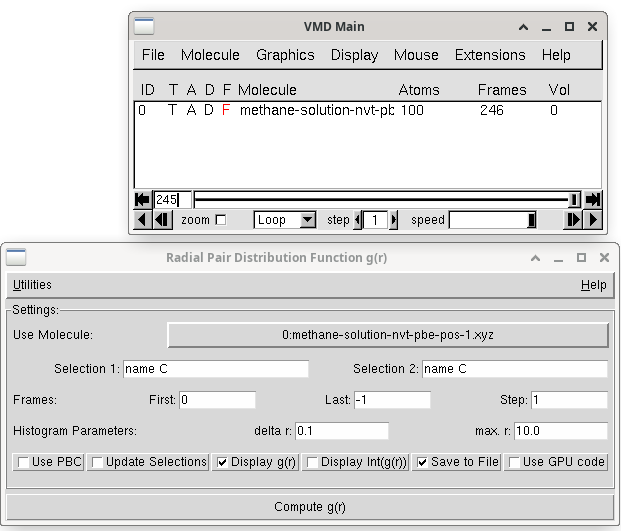 VMD Main
File Molecule Graphics Display Mouse Extensions Help
ID T A D F Molecule Atoms Frames Vol
0 T A D F methane-solution-nvt-pb 100 246 0
245
zoom Loop step 1 speed
Radial Pair Distribution Function g(r)
Utilities Help
Settings:
Use Molecule: 0:methane-solution-nvt-pbe-pos-1.xyz
Selection 1: name C Selection 2: name C
Frames: First: 0 Last: -1 Step: 1
Histogram Parameters: delta r: 0.1 max. r: 10.0
Use PBC Update Selections Display g(r) Display Int(g(r)) Save to File Use GPU code
Compute g(r)